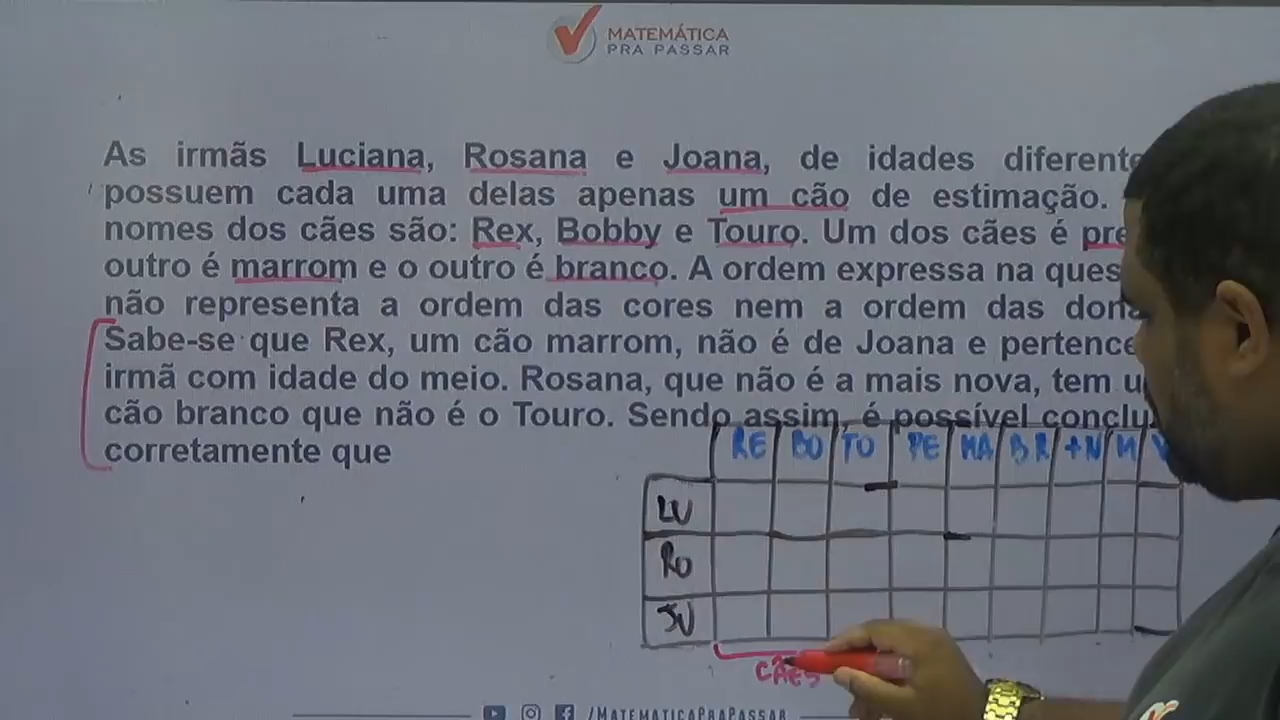 MATEMÁTICA
PRA PASSAR
As irmãs Luciana, Rosana e Joana, de idades diferente
possuem cada uma delas apenas um cão de estimação.
nomes dos cães são: Rex, Bobby e Touro. Um dos cães é pre
outro é marrom e o outro é branco. A ordem expressa na ques
não representa a ordem das cores nem a ordem das dona
Sabe-se que Rex, um cão marrom, não é de Joana e pertence
irmã com idade do meio. Rosana, que não é a mais nova, tem u
cão branco que não é o Touro. Sendo assim, é possível conclu
corretamente que
RE BO TO PE MA BR +N M V
LU
RO
JU
CÃES
/MATEMATICAPRAPASSAR